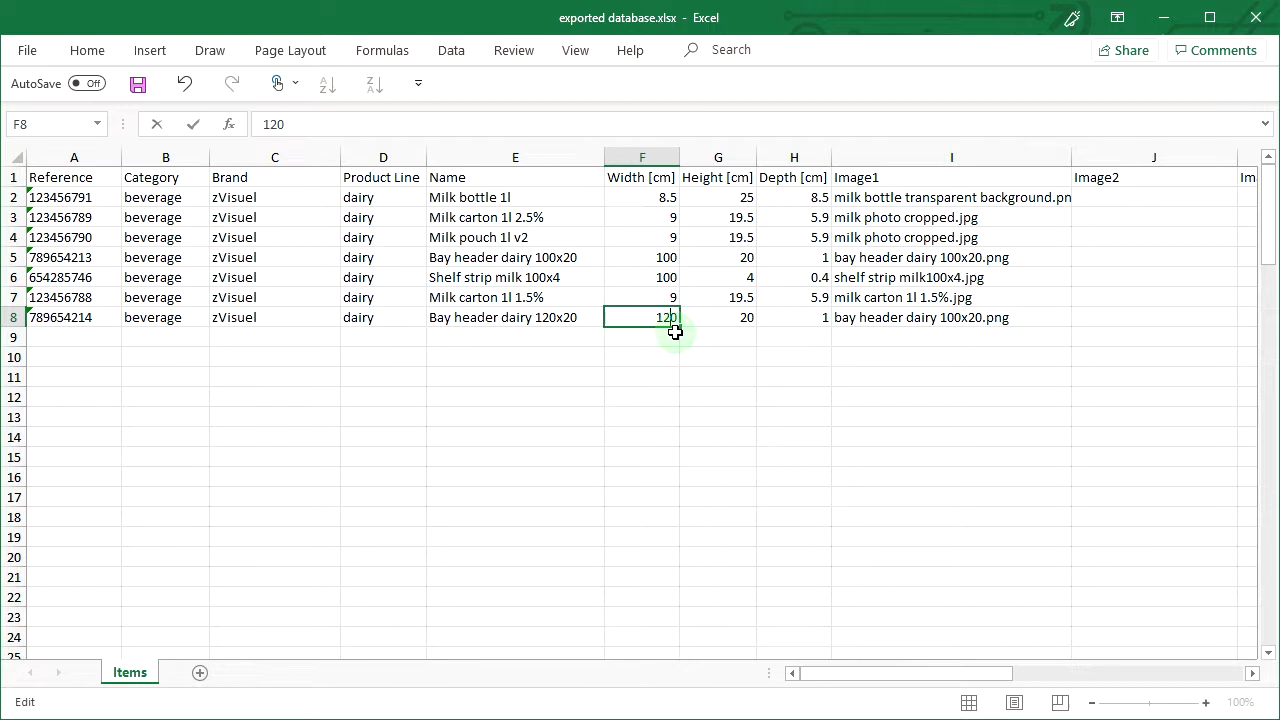 exported database.xlsx - Excel
File Home Insert Draw Page Layout Formulas Data Review View Help Search Share Comments
AutoSave Off
F8 fx 120
A B C D E F G H I J
1 Reference Category Brand Product Line Name Width [cm] Height [cm] Depth [cm] Image1 Image2 Im
2 123456791 beverage zVisuel dairy Milk bottle 1l 8.5 25 8.5 milk bottle transparent background.pn
3 123456789 beverage zVisuel dairy Milk carton 1l 2.5% 9 19.5 5.9 milk photo cropped.jpg
4 123456790 beverage zVisuel dairy Milk pouch 1l v2 9 19.5 5.9 milk photo cropped.jpg
5 789654213 beverage zVisuel dairy Bay header dairy 100x20 100 20 1 bay header dairy 100x20.png
6 654285746 beverage zVisuel dairy Shelf strip milk 100x4 100 4 0.4 shelf strip milk100x4.jpg
7 123456788 beverage zVisuel dairy Milk carton 1l 1.5% 9 19.5 5.9 milk carton 1l 1.5%.jpg
8 789654214 beverage zVisuel dairy Bay header dairy 120x20 120 20 1 bay header dairy 100x20.png
9
10
11
12
13
14
15
16
17
18
19
20
21
22
23
24
25
Items
Edit 100%